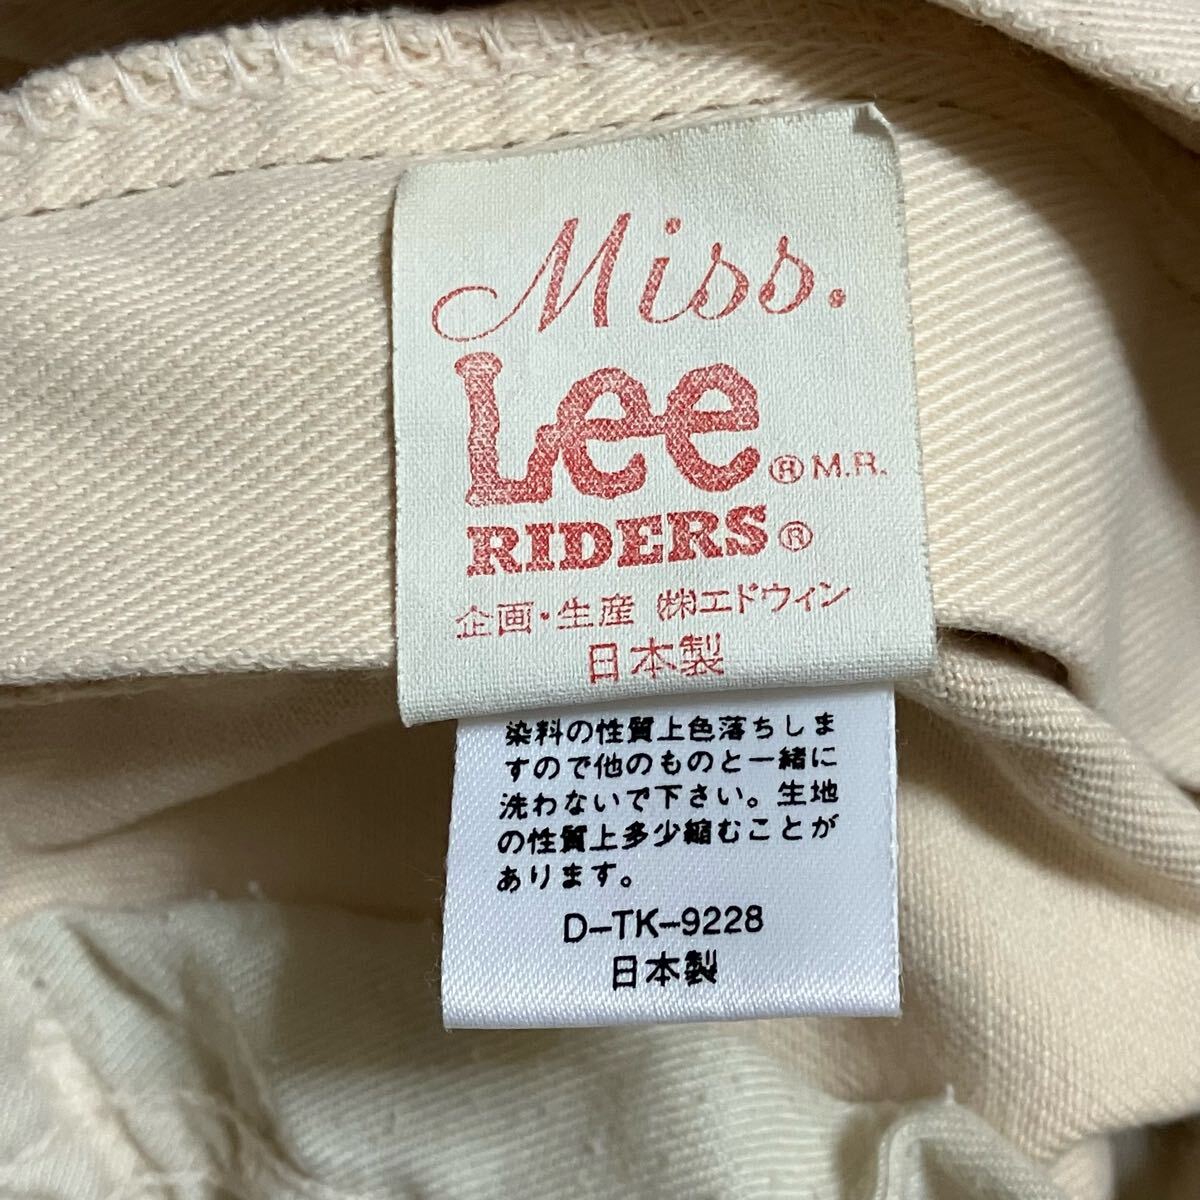 Miss.
Lee® M.R.
RIDERS®
企画・生産 ㈱エドウィン
日本製
染料の性質上色落ちしま
すので他のものと一緒に
洗わないで下さい。生地
の性質上多少縮むことが
あります。
D-TK-9228
日本製